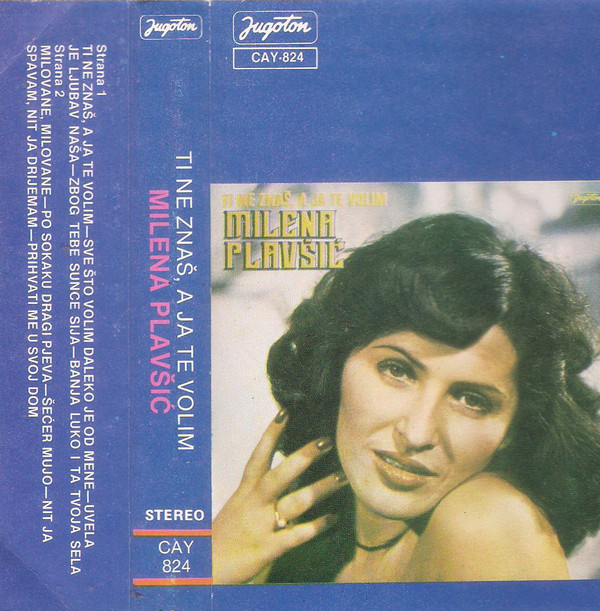 Strana 1
TI NE ZNAŠ, A JA TE VOLIM—SVE ŠTO VOLIM DALEKO JE OD MENE—UVELA
JE LJUBAV NAŠA—ZBOG TEBE SUNCE SIJA—BANJA LUKO I TA TVOJA SELA
Strana 2
MILOVANE, MILOVANE—PO SOKAKU DRAGI PJEVA—ŠEĆER MUJO—NIT JA
SPAVAM, NIT JA DRIJEMAM—PRIHVATI ME U SVOJ DOM
Jugoton
TI NE ZNAŠ, A JA TE VOLIM
MILENA PLAVŠIĆ
STEREO
CAY
824
Jugoton
CAY-824
TI NE ZNAŠ, A JA TE VOLIM
MILENA
PLAVŠIĆ
Jugoton